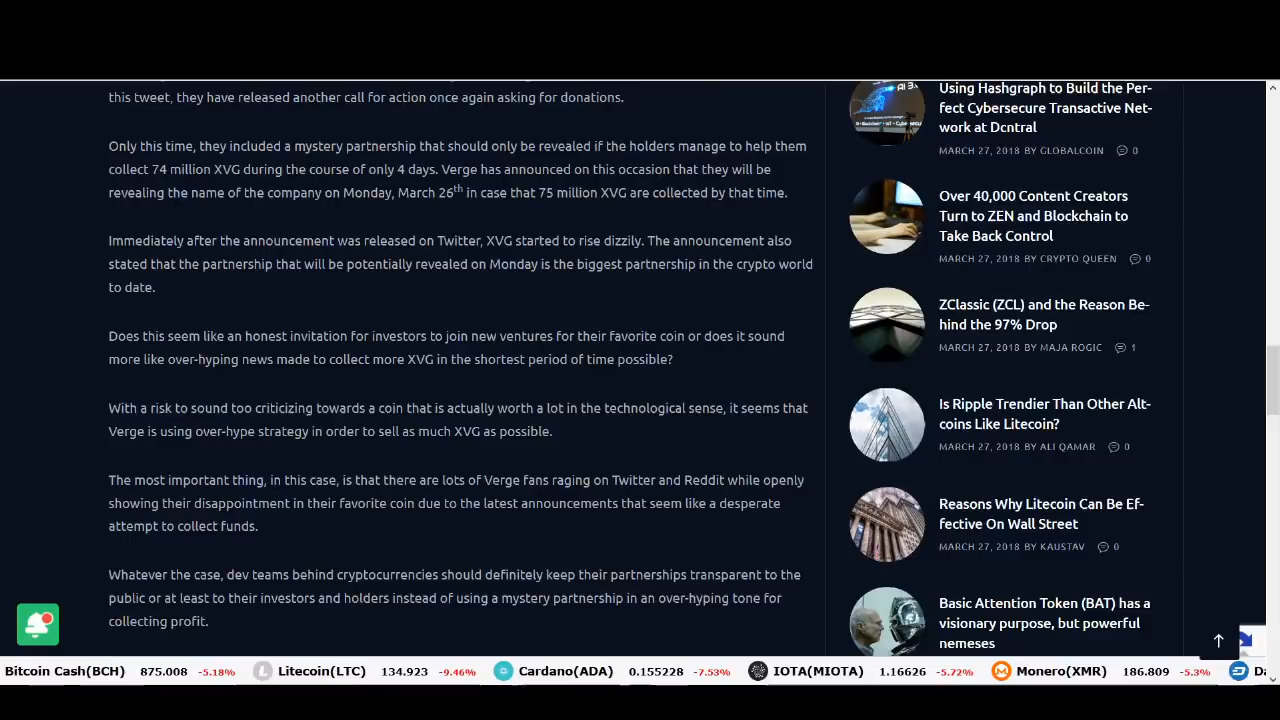 this tweet, they have released another call for action once again asking for donations.
Only this time, they included a mystery partnership that should only be revealed if the holders manage to help them
collect 74 million XVG during the course of only 4 days. Verge has announced on this occasion that they will be
revealing the name of the company on Monday, March 26th in case that 75 million XVG are collected by that time.
Immediately after the announcement was released on Twitter, XVG started to rise dizzily. The announcement also
stated that the partnership that will be potentially revealed on Monday is the biggest partnership in the crypto world
to date.
Does this seem like an honest invitation for investors to join new ventures for their favorite coin or does it sound
more like over-hyping news made to collect more XVG in the shortest period of time possible?
With a risk to sound too criticizing towards a coin that is actually worth a lot in the technological sense, it seems that
Verge is using over-hype strategy in order to sell as much XVG as possible.
The most important thing, in this case, is that there are lots of Verge fans raging on Twitter and Reddit while openly
showing their disappointment in their favorite coin due to the latest announcements that seem like a desperate
attempt to collect funds.
Whatever the case, dev teams behind cryptocurrencies should definitely keep their partnerships transparent to the
public or at least to their investors and holders instead of using a mystery partnership in an over-hyping tone for
collecting profit.
Using Hashgraph to Build the Per-
fect Cybersecure Transactive Net-
work at Dcntral
MARCH 27, 2018 BY GLOBALCOIN 0
Over 40,000 Content Creators
Turn to ZEN and Blockchain to
Take Back Control
MARCH 27, 2018 BY CRYPTO QUEEN 0
ZClassic (ZCL) and the Reason Be-
hind the 97% Drop
MARCH 27, 2018 BY MAJA ROGIC 1
Is Ripple Trendier Than Other Alt-
coins Like Litecoin?
MARCH 27, 2018 BY ALI QAMAR 0
Reasons Why Litecoin Can Be Ef-
fective On Wall Street
MARCH 27, 2018 BY KAUSTAV 0
Basic Attention Token (BAT) has a
visionary purpose, but powerful
nemeses
Bitcoin Cash(BCH) 875.008 -5.18% Litecoin(LTC) 134.923 -9.46% Cardano(ADA) 0.155228 -7.53% IOTA(MIOTA) 1.16626 -5.72% Monero(XMR) 186.809 -5.3% Da